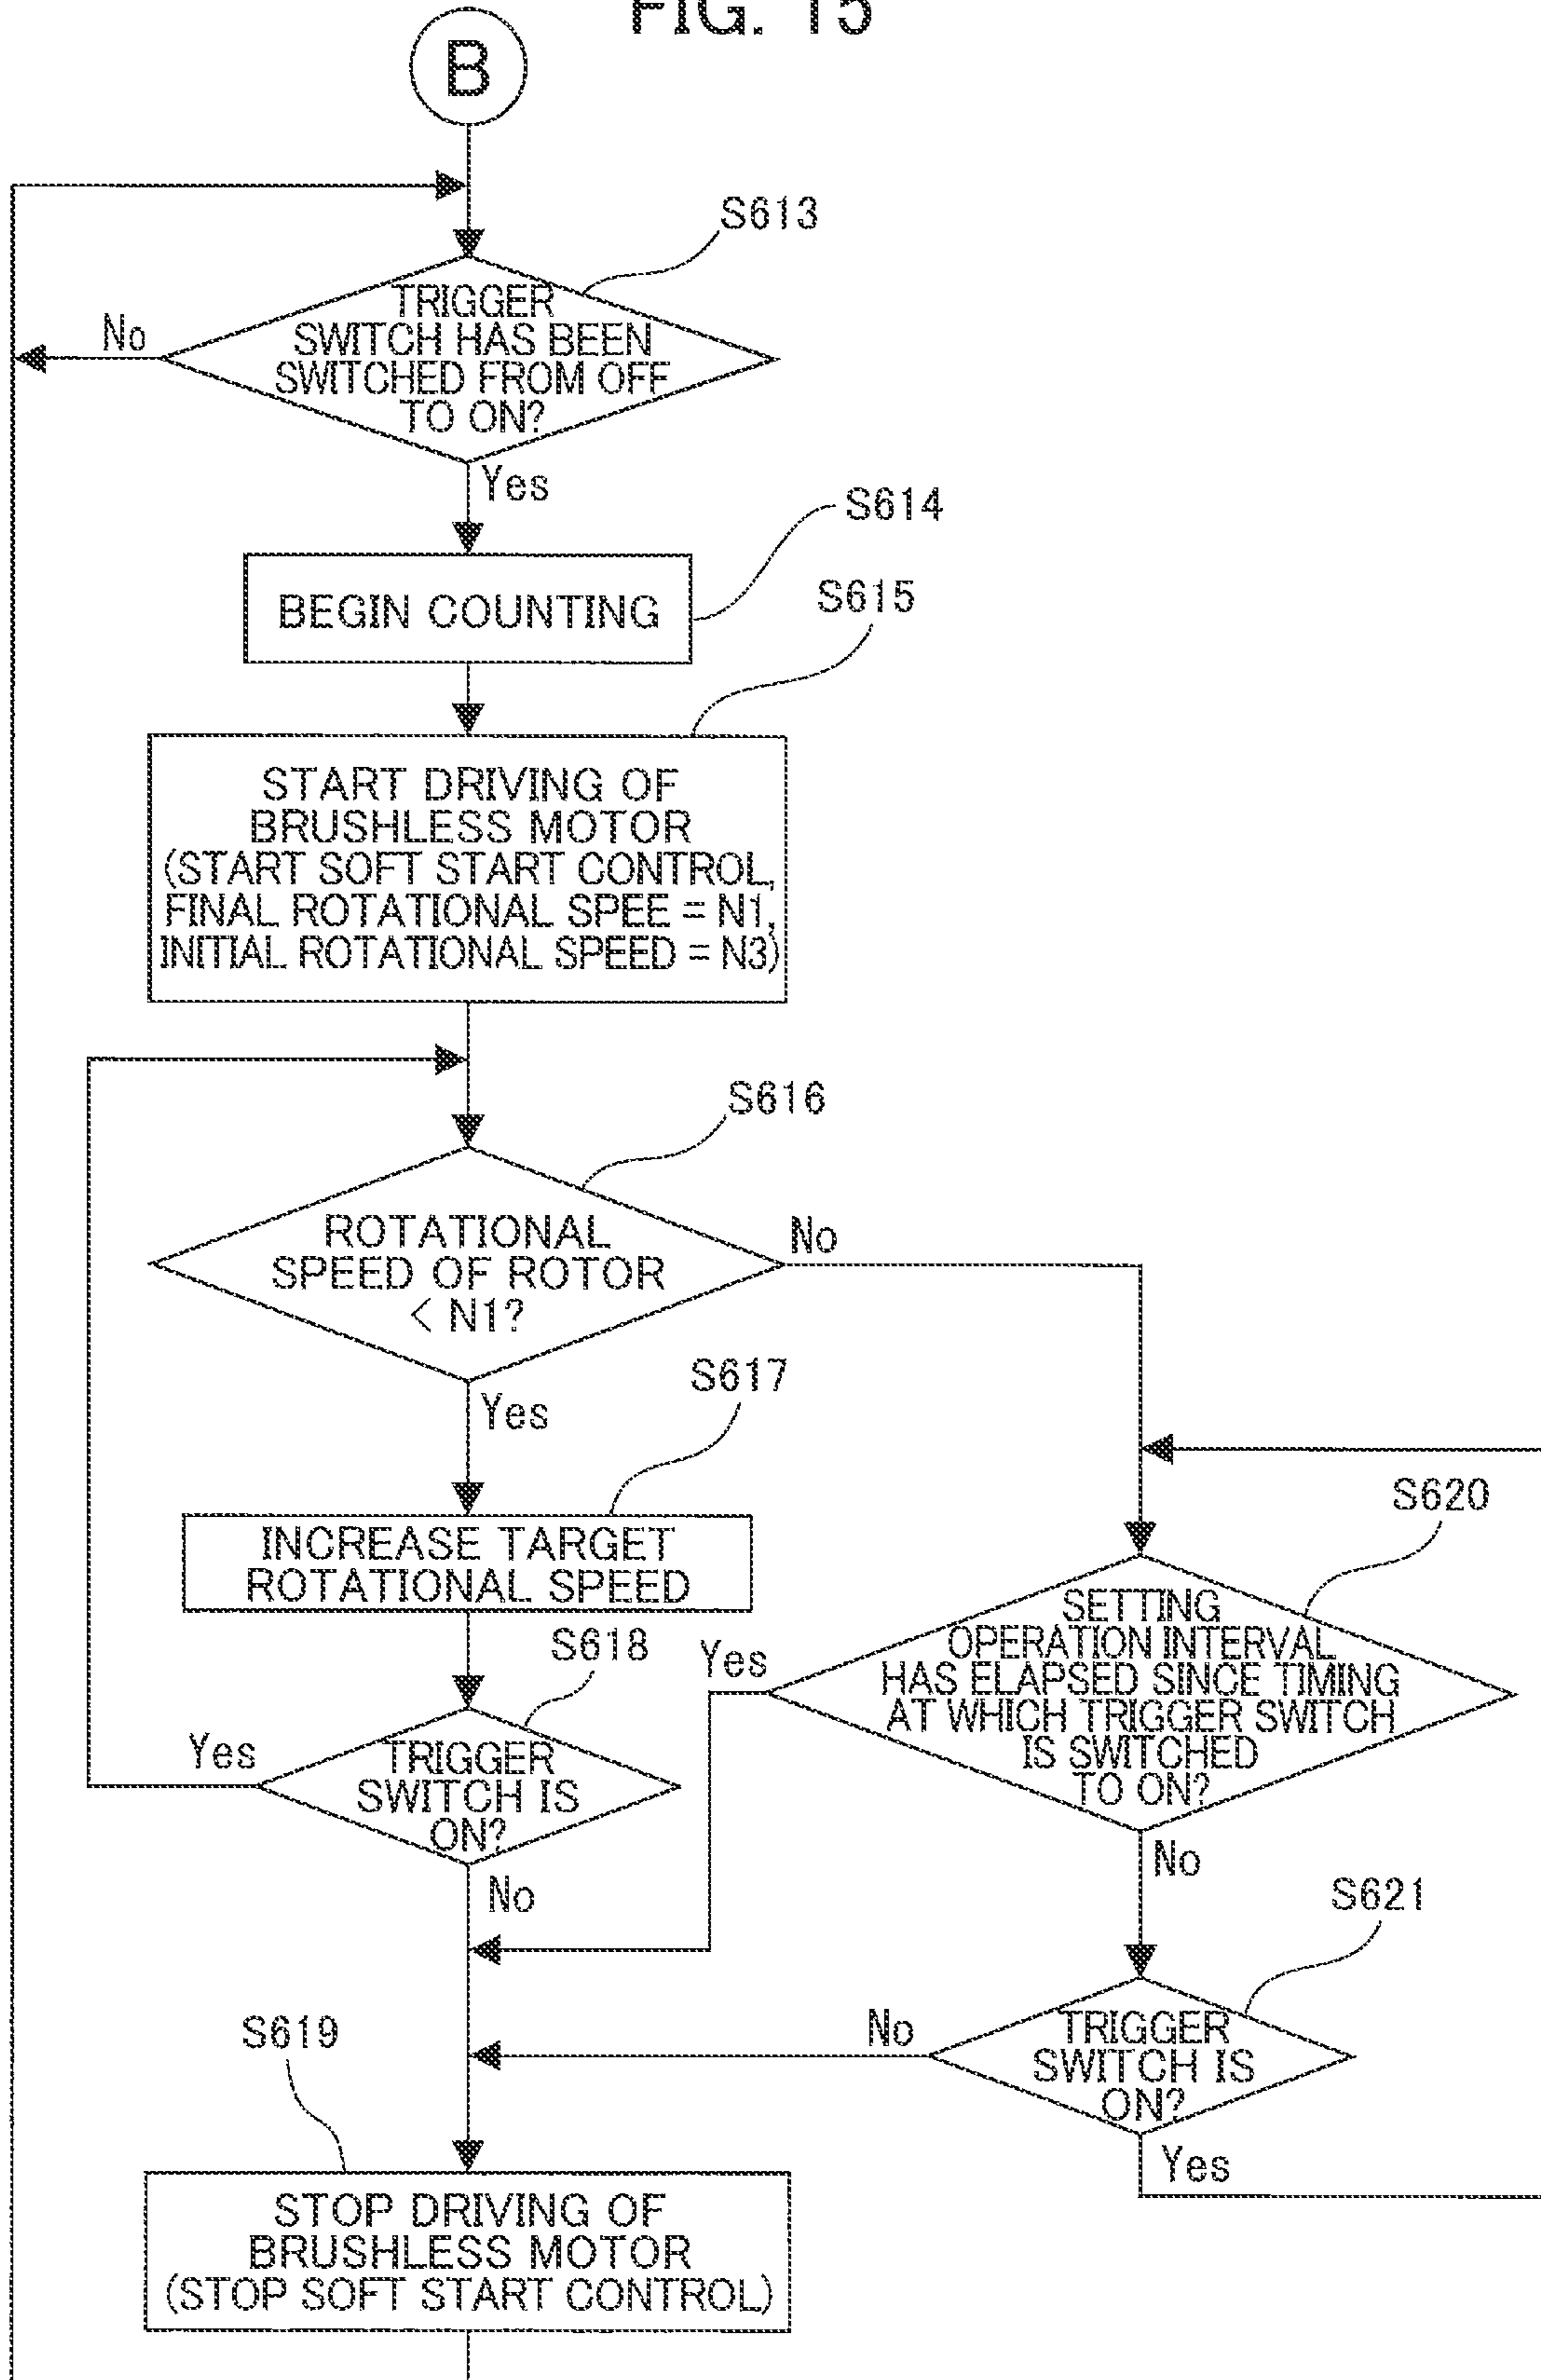 FIG. 15
B
S613
TRIGGER
SWITCH HAS BEEN
SWITCHED FROM OFF
TO ON?
No
Yes
S614
BEGIN COUNTING
S615
START DRIVING OF
BRUSHLESS MOTOR
(START SOFT START CONTROL,
FINAL ROTATIONAL SPEE = N1,
INITIAL ROTATIONAL SPEED = N3)
S616
ROTATIONAL
SPEED OF ROTOR
< N1?
No
Yes
S617
INCREASE TARGET
ROTATIONAL SPEED
S618
TRIGGER
SWITCH IS
ON?
Yes
No
S620
SETTING
OPERATION INTERVAL
HAS ELAPSED SINCE TIMING
AT WHICH TRIGGER SWITCH
IS SWITCHED
TO ON?
Yes
No
S621
TRIGGER
SWITCH IS
ON?
No
Yes
S619
STOP DRIVING OF
BRUSHLESS MOTOR
(STOP SOFT START CONTROL)